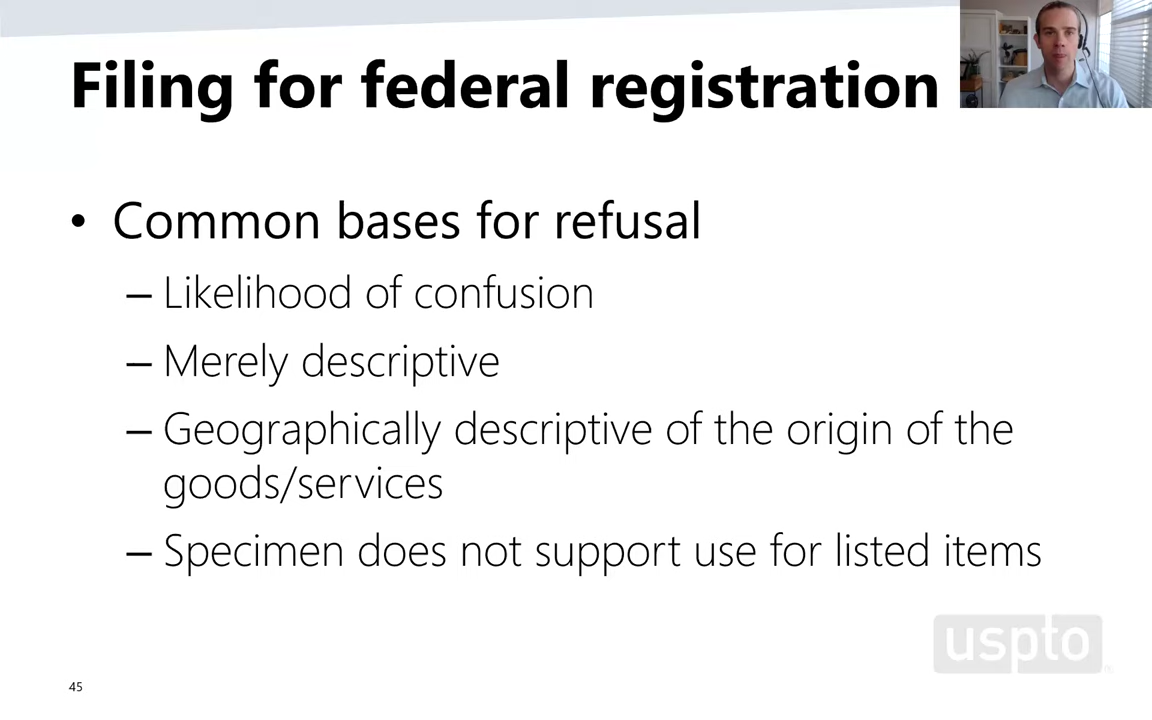 Filing for federal registration
• Common bases for refusal
– Likelihood of confusion
– Merely descriptive
– Geographically descriptive of the origin of the
goods/services
– Specimen does not support use for listed items
uspto®
45